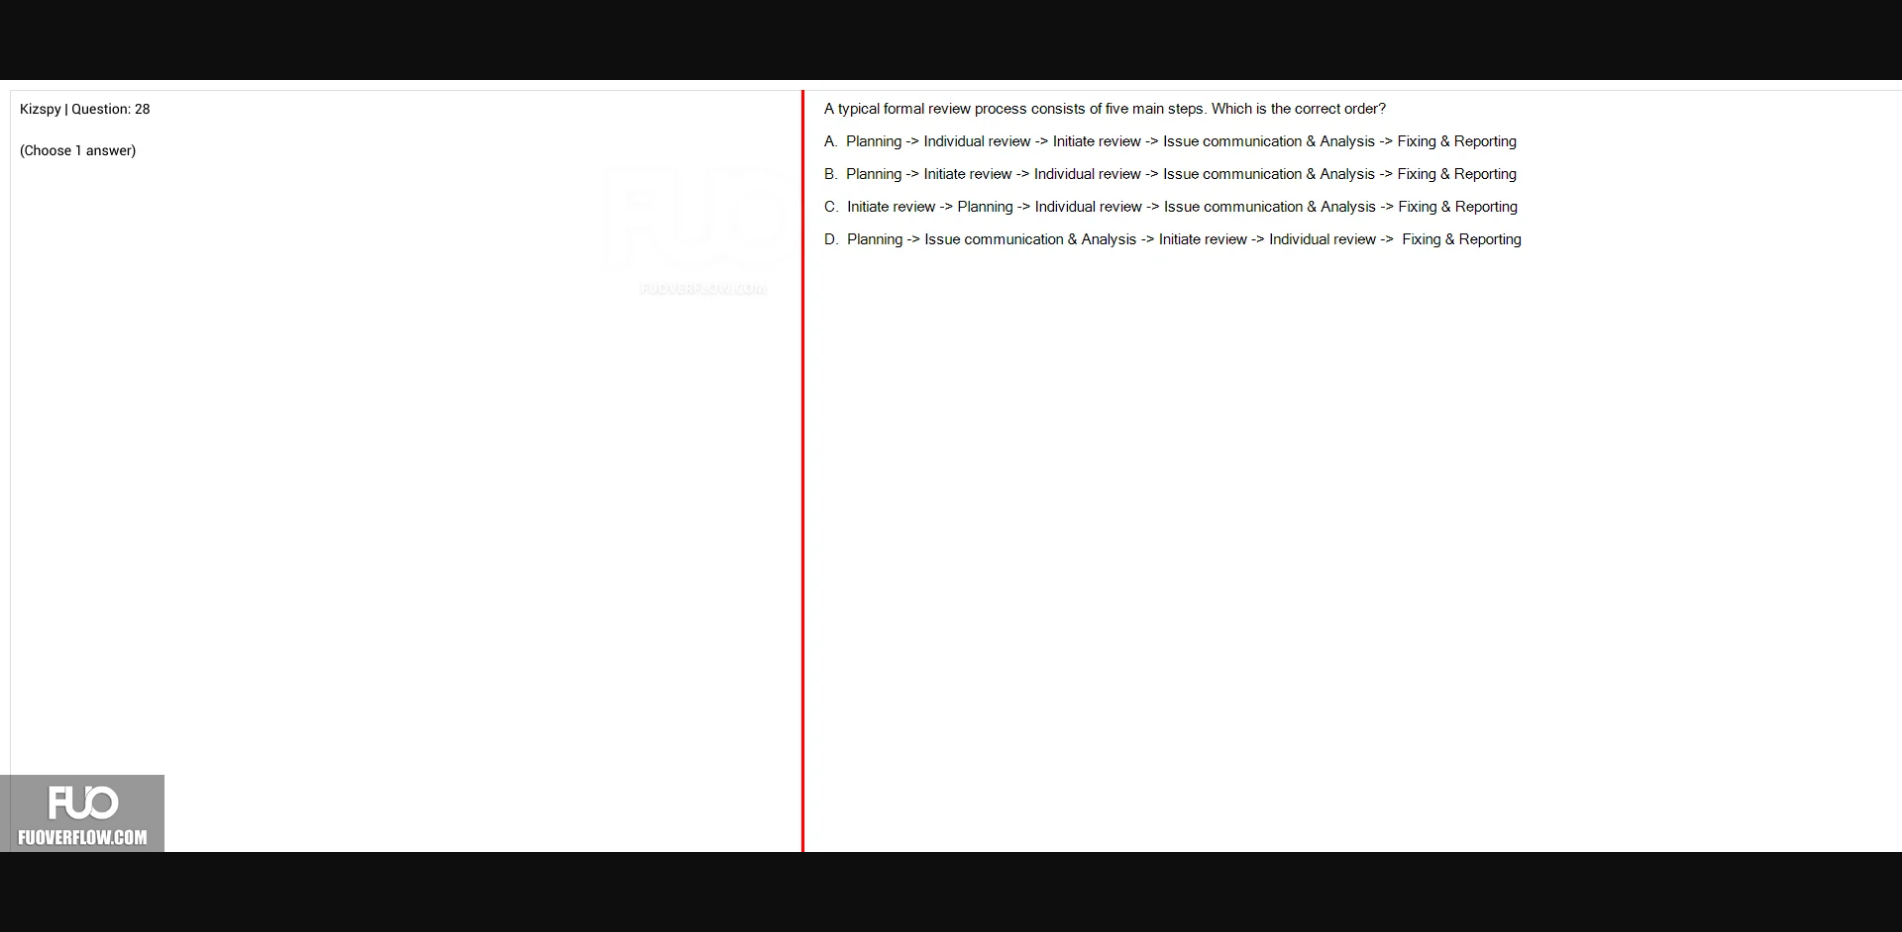 Kizspy | Question: 28
(Choose 1 answer)
FUO
FUOVERFLOW.COM
A typical formal review process consists of five main steps. Which is the correct order?
A. Planning -> Individual review -> Initiate review -> Issue communication & Analysis -> Fixing & Reporting
B. Planning -> Initiate review -> Individual review -> Issue communication & Analysis -> Fixing & Reporting
C. Initiate review -> Planning -> Individual review -> Issue communication & Analysis -> Fixing & Reporting
D. Planning -> Issue communication & Analysis -> Initiate review -> Individual review -> Fixing & Reporting
FUO
FUOVERFLOW.COM